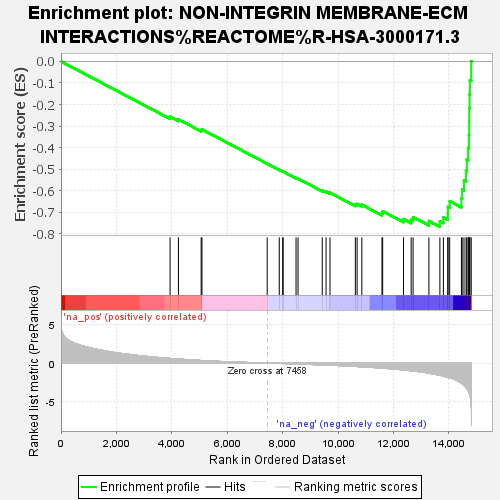 Enrichment plot: NON-INTEGRIN MEMBRANE-ECM
INTERACTIONS%REACTOME%R-HSA-3000171.3
Enrichment score (ES)
0.0
-0.1
-0.2
-0.3
-0.4
-0.5
-0.6
-0.7
-0.8
'na_pos' (positively correlated)
Ranked list metric (PreRanked)
5
0
-5
Zero cross at 7458
'na_neg' (negatively correlated)
0
2,000
4,000
6,000
8,000
10,000
12,000
14,000
Rank in Ordered Dataset
Enrichment profile
Hits
Ranking metric scores